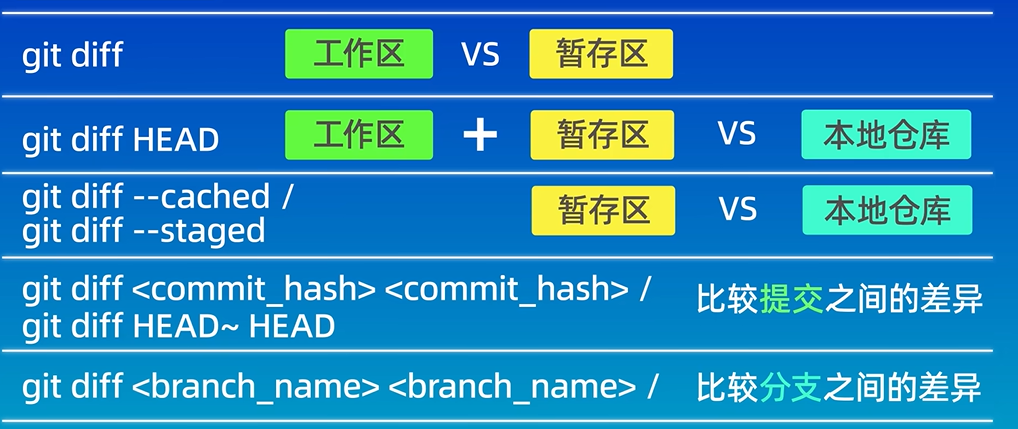 git diff 工作区 VS 暂存区
git diff HEAD 工作区 + 暂存区 VS 本地仓库
git diff --cached /
git diff --staged 暂存区 VS 本地仓库
git diff <commit_hash> <commit_hash> /
git diff HEAD~ HEAD 比较提交之间的差异
git diff <branch_name> <branch_name> / 比较分支之间的差异